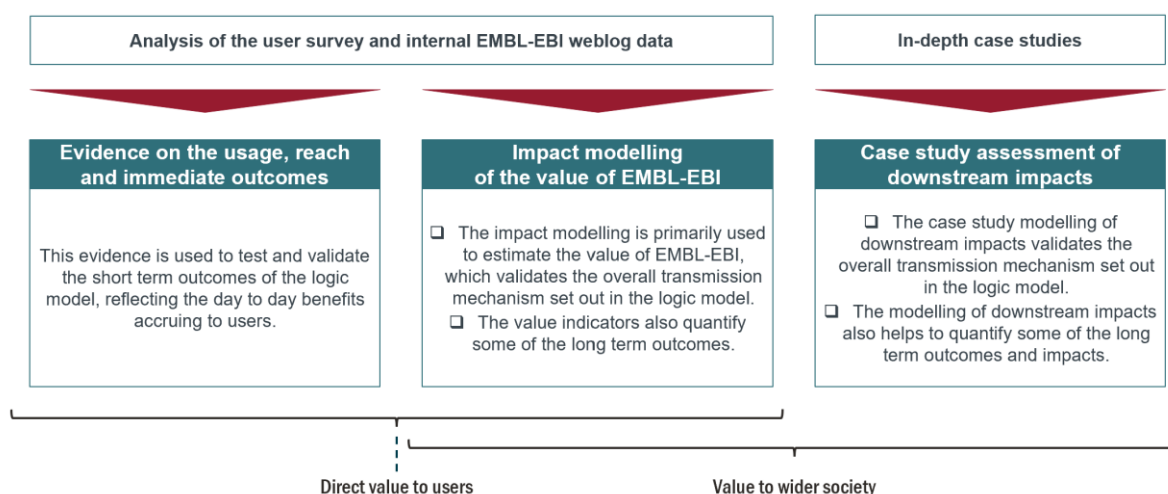 Analysis of the user survey and internal EMBL-EBI weblog data
In-depth case studies
Evidence on the usage, reach
and immediate outcomes
This evidence is used to test and validate
the short term outcomes of the logic
model, reflecting the day to day benefits
accruing to users.
Impact modelling
of the value of EMBL-EBI
❑ The impact modelling is primarily used
to estimate the value of EMBL-EBI,
which validates the overall transmission
mechanism set out in the logic model.
❑ The value indicators also quantify
some of the long term outcomes.
Case study assessment of
downstream impacts
❑ The case study modelling of
downstream impacts validates the
overall transmission mechanism set out
in the logic model.
❑ The modelling of downstream impacts
also helps to quantify some of the long
term outcomes and impacts.
Direct value to users
Value to wider society